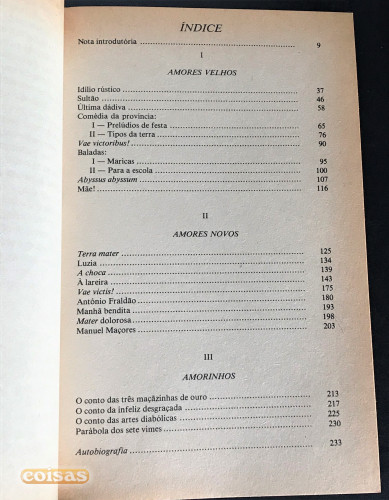 ÍNDICE
Nota introdutória ........ 9
I
AMORES VELHOS
Idílio rústico ........ 37
Sultão ........ 46
Última dádiva ........ 58
Comédia da província:
I — Prelúdios de festa ........ 65
II — Tipos da terra ........ 76
Vae victoribus! ........ 90
Baladas:
I — Maricas ........ 95
II — Para a escola ........ 100
Abyssus abyssum ........ 107
Mãe! ........ 116
II
AMORES NOVOS
Terra mater ........ 125
Luzia ........ 134
A choca ........ 139
À lareira ........ 143
Vae victis! ........ 175
António Fraldão ........ 180
Manhã bendita ........ 193
Mater dolorosa ........ 198
Manuel Maçores ........ 203
III
AMORINHOS
O conto das três maçãzinhas de ouro ........ 213
O conto da infeliz desgraçada ........ 217
O conto das artes diabólicas ........ 225
Parábola dos sete vimes ........ 230
Autobiografia ........ 233
coisas